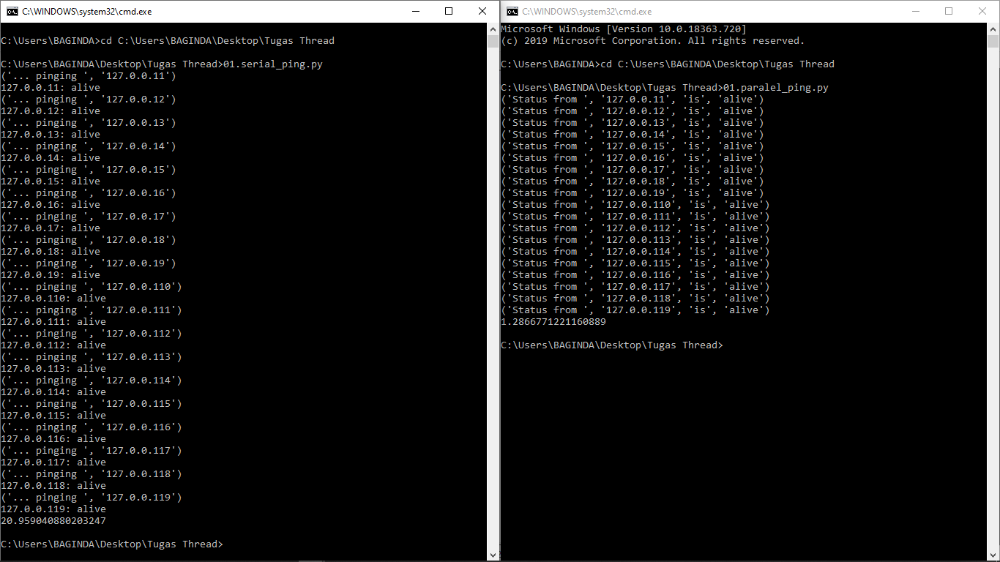 C:\WINDOWS\system32\cmd.exe
C:\Users\BAGINDA>cd C:\Users\BAGINDA\Desktop\Tugas Thread
C:\Users\BAGINDA\Desktop\Tugas Thread>01.serial_ping.py
('... pinging ', '127.0.0.11')
127.0.0.11: alive
('... pinging ', '127.0.0.12')
127.0.0.12: alive
('... pinging ', '127.0.0.13')
127.0.0.13: alive
('... pinging ', '127.0.0.14')
127.0.0.14: alive
('... pinging ', '127.0.0.15')
127.0.0.15: alive
('... pinging ', '127.0.0.16')
127.0.0.16: alive
('... pinging ', '127.0.0.17')
127.0.0.17: alive
('... pinging ', '127.0.0.18')
127.0.0.18: alive
('... pinging ', '127.0.0.19')
127.0.0.19: alive
('... pinging ', '127.0.0.110')
127.0.0.110: alive
('... pinging ', '127.0.0.111')
127.0.0.111: alive
('... pinging ', '127.0.0.112')
127.0.0.112: alive
('... pinging ', '127.0.0.113')
127.0.0.113: alive
('... pinging ', '127.0.0.114')
127.0.0.114: alive
('... pinging ', '127.0.0.115')
127.0.0.115: alive
('... pinging ', '127.0.0.116')
127.0.0.116: alive
('... pinging ', '127.0.0.117')
127.0.0.117: alive
('... pinging ', '127.0.0.118')
127.0.0.118: alive
('... pinging ', '127.0.0.119')
127.0.0.119: alive
20.959040880203247
C:\Users\BAGINDA\Desktop\Tugas Thread>
C:\WINDOWS\system32\cmd.exe
Microsoft Windows [Version 10.0.18363.720]
(c) 2019 Microsoft Corporation. All rights reserved.
C:\Users\BAGINDA>cd C:\Users\BAGINDA\Desktop\Tugas Thread
C:\Users\BAGINDA\Desktop\Tugas Thread>01.paralel_ping.py
('Status from ', '127.0.0.11', 'is', 'alive')
('Status from ', '127.0.0.12', 'is', 'alive')
('Status from ', '127.0.0.13', 'is', 'alive')
('Status from ', '127.0.0.14', 'is', 'alive')
('Status from ', '127.0.0.15', 'is', 'alive')
('Status from ', '127.0.0.16', 'is', 'alive')
('Status from ', '127.0.0.17', 'is', 'alive')
('Status from ', '127.0.0.18', 'is', 'alive')
('Status from ', '127.0.0.19', 'is', 'alive')
('Status from ', '127.0.0.110', 'is', 'alive')
('Status from ', '127.0.0.111', 'is', 'alive')
('Status from ', '127.0.0.112', 'is', 'alive')
('Status from ', '127.0.0.113', 'is', 'alive')
('Status from ', '127.0.0.114', 'is', 'alive')
('Status from ', '127.0.0.115', 'is', 'alive')
('Status from ', '127.0.0.116', 'is', 'alive')
('Status from ', '127.0.0.117', 'is', 'alive')
('Status from ', '127.0.0.118', 'is', 'alive')
('Status from ', '127.0.0.119', 'is', 'alive')
1.2866771221160889
C:\Users\BAGINDA\Desktop\Tugas Thread>